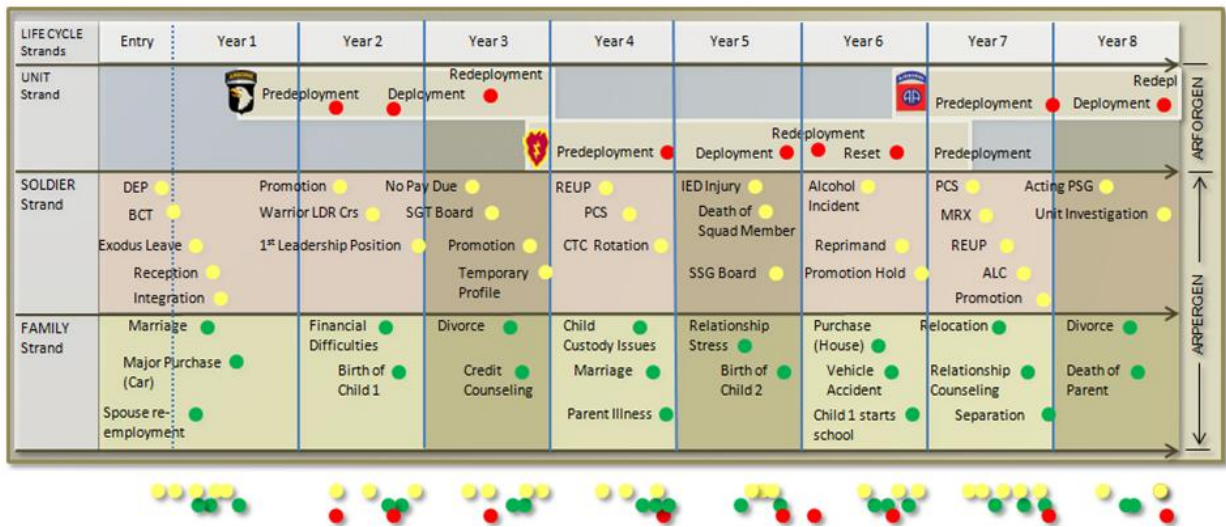 LIFE CYCLE
Strands
Entry
Year 1
Year 2
Year 3
Year 4
Year 5
Year 6
Year 7
Year 8
UNIT
Strand
Redeployment
Predeployment
Deployment
Redepl
Predeployment
Deployment
Redeployment
Predeployment
Deployment
Reset
Predeployment
ARFORGEN
SOLDIER
Strand
DEP
Promotion
No Pay Due
REUP
IED Injury
Alcohol
Incident
PCS
Acting PSG
BCT
Warrior LDR Crs
SGT Board
PCS
Death of
Squad Member
MRX
Unit Investigation
Exodus Leave
1st Leadership Position
Promotion
CTC Rotation
Reprimand
REUP
Reception
Temporary
Profile
SSG Board
Promotion Hold
ALC
Integration
Promotion
ARPERGEN
FAMILY
Strand
Marriage
Financial
Difficulties
Divorce
Child
Custody Issues
Relationship
Stress
Purchase
(House)
Relocation
Divorce
Major Purchase
(Car)
Birth of
Child 1
Credit
Counseling
Marriage
Birth of
Child 2
Vehicle
Accident
Relationship
Counseling
Death of
Parent
Spouse re-
employment
Parent Illness
Child 1 starts
school
Separation